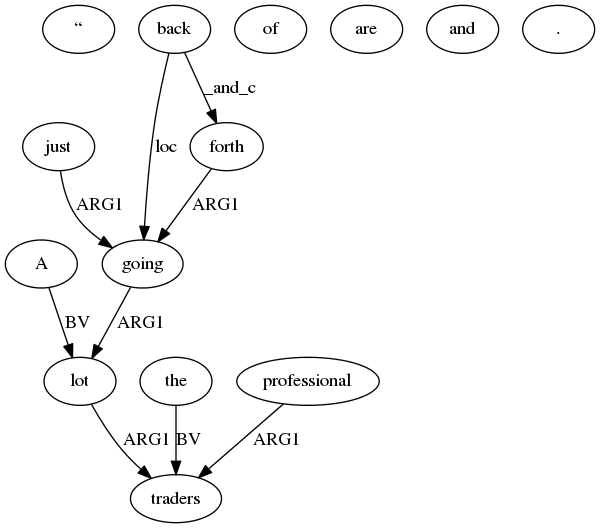 “ back of are and .
_and_c
just loc forth
ARG1 ARG1
A going
BV ARG1
lot the professional
ARG1 BV ARG1
traders